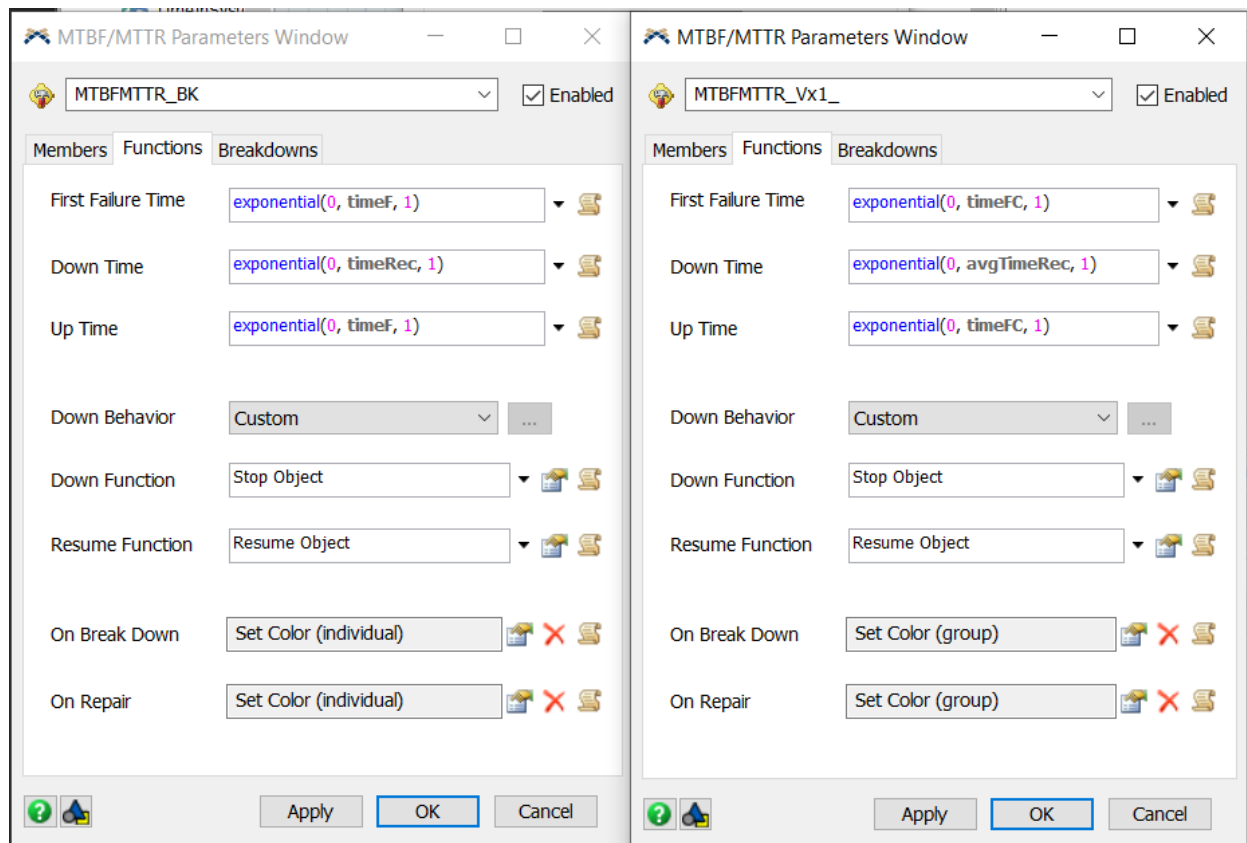 MTBF/MTTR Parameters Window
MTBFMTTR_BK
Enabled
Members Functions Breakdowns
First Failure Time exponential(0, timeF, 1)
Down Time exponential(0, timeRec, 1)
Up Time exponential(0, timeF, 1)
Down Behavior Custom ...
Down Function Stop Object
Resume Function Resume Object
On Break Down Set Color (individual)
On Repair Set Color (individual)
Apply OK Cancel
MTBF/MTTR Parameters Window
MTBFMTTR_Vx1_
Enabled
Members Functions Breakdowns
First Failure Time exponential(0, timeFC, 1)
Down Time exponential(0, avgTimeRec, 1)
Up Time exponential(0, timeFC, 1)
Down Behavior Custom ...
Down Function Stop Object
Resume Function Resume Object
On Break Down Set Color (group)
On Repair Set Color (group)
Apply OK Cancel